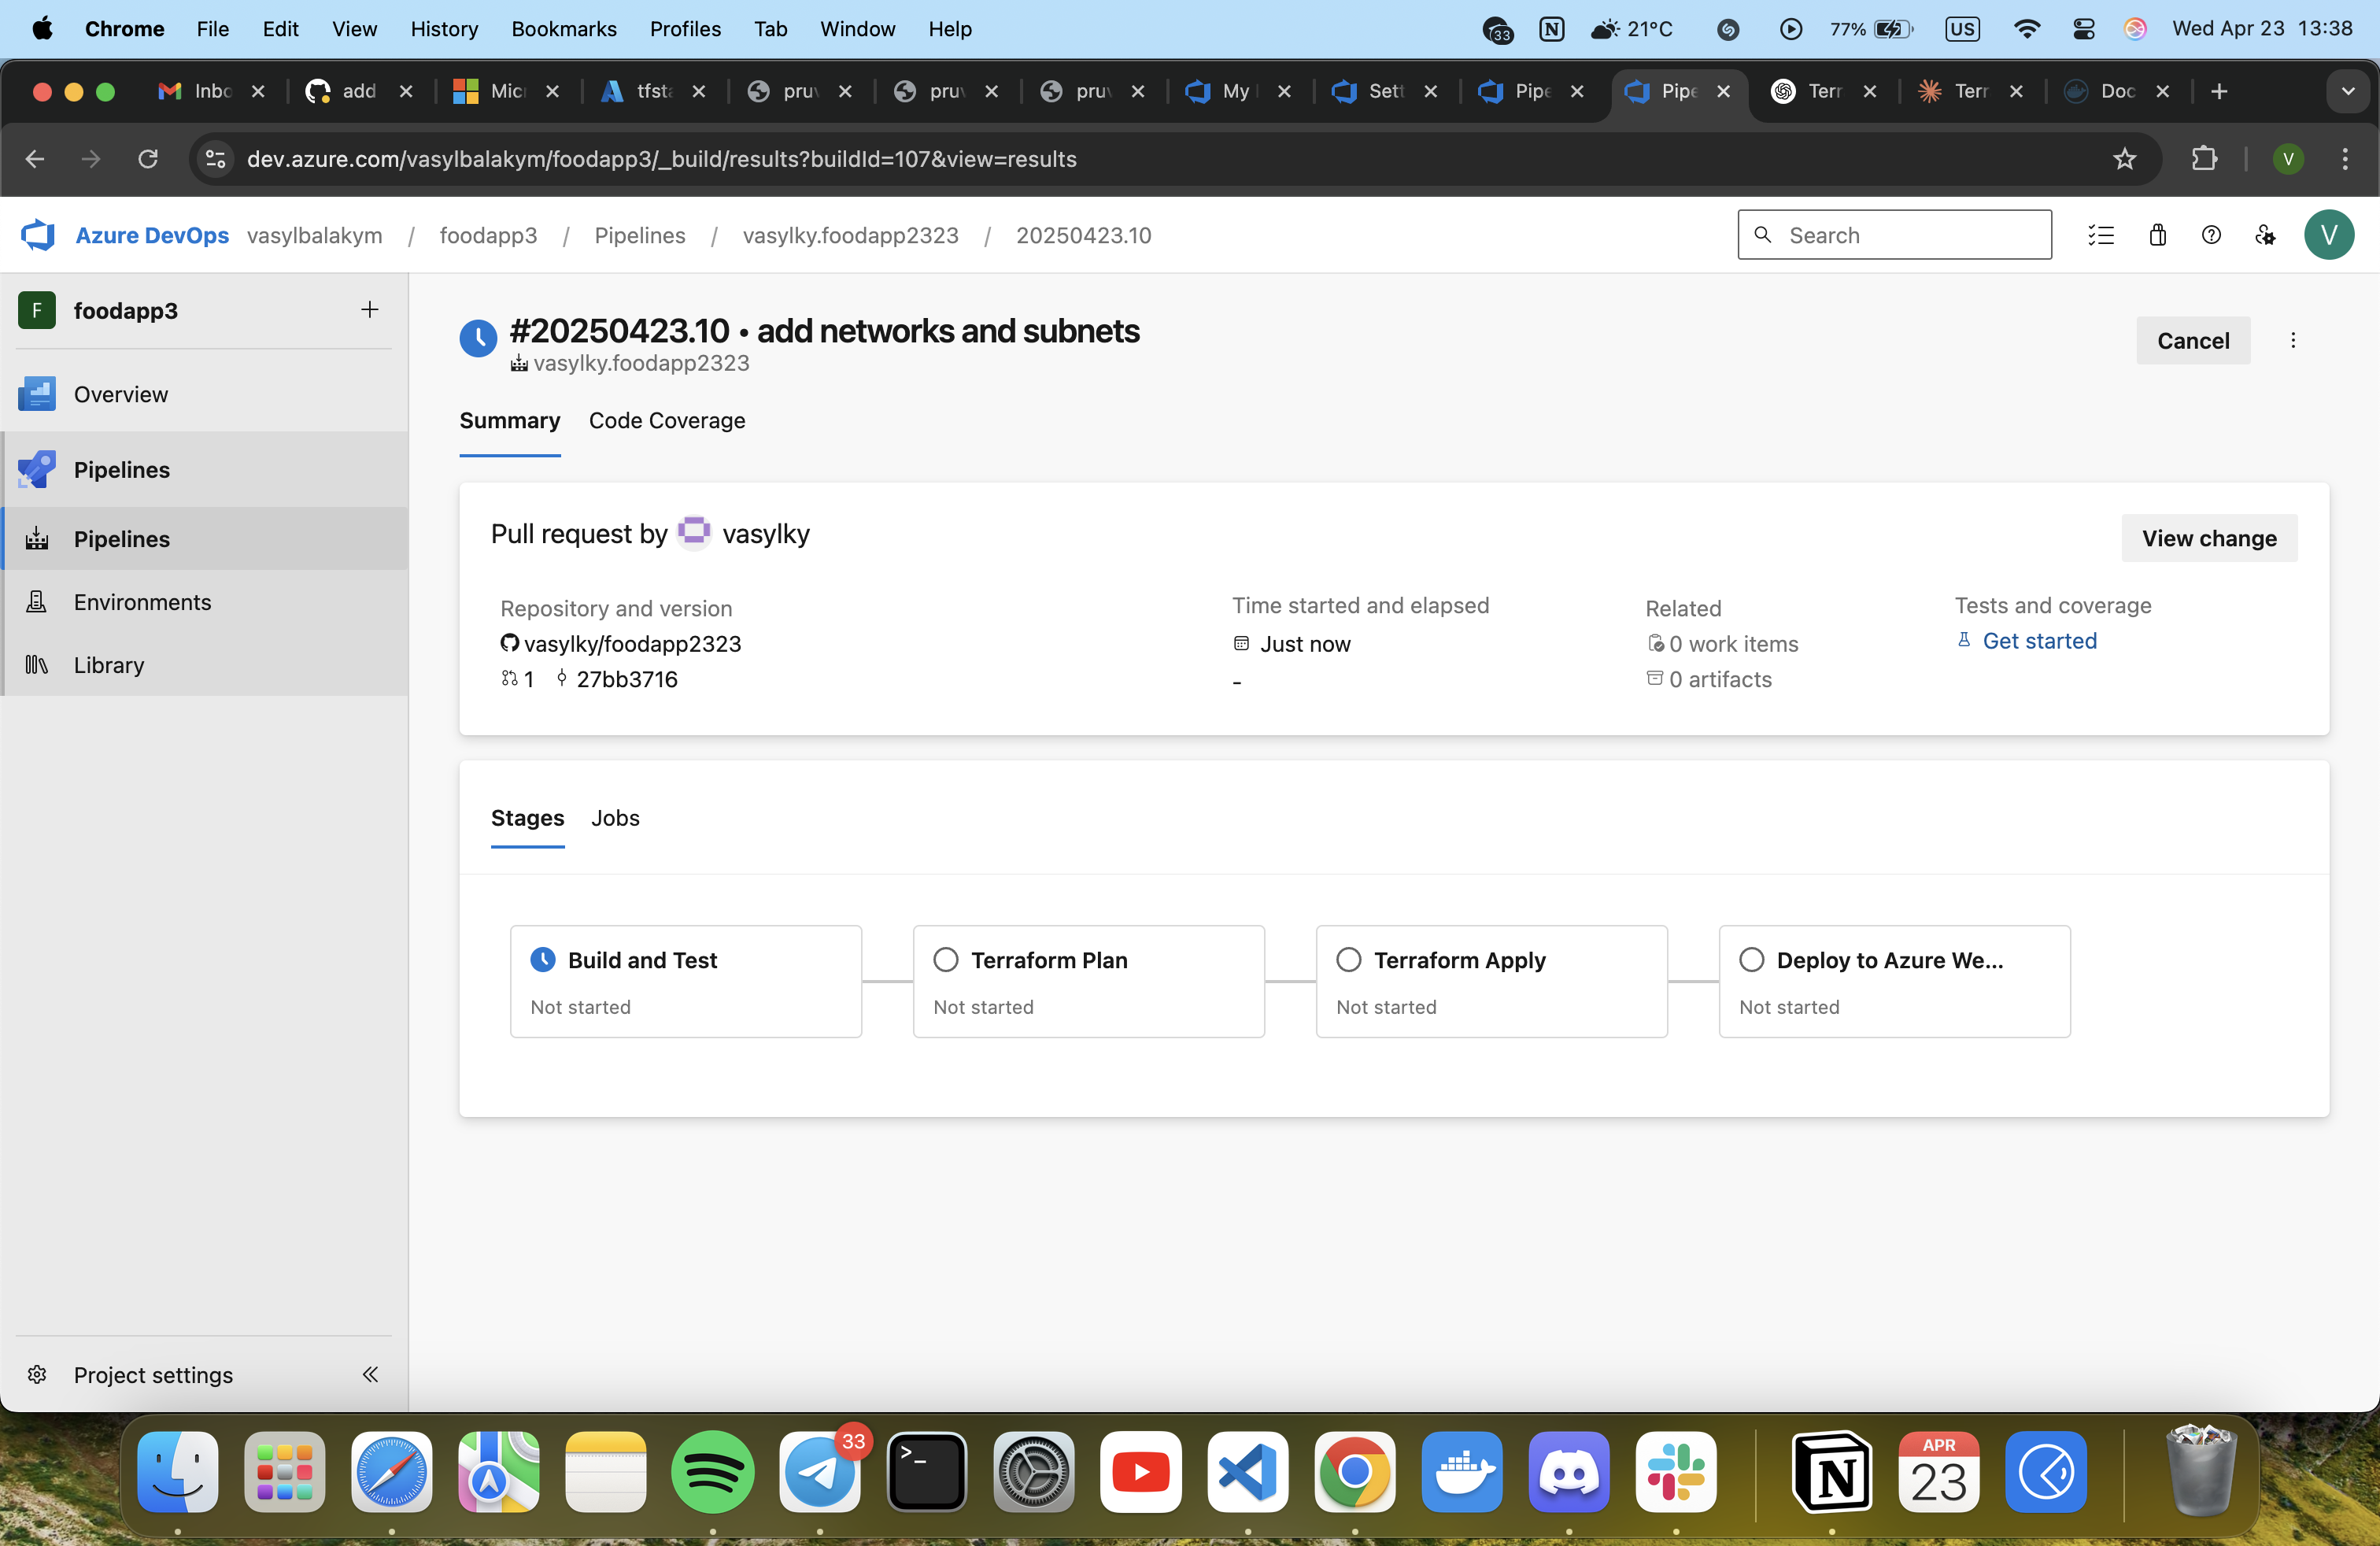 Chrome File Edit View History Bookmarks Profiles Tab Window Help 33 21°C 77% US Wed Apr 23 13:38
Inbo add Micr tfsta pruv pruv pruv My Sett Pipe Pipe Terr Terr Doc
dev.azure.com/vasylbalakym/foodapp3/_build/results?buildId=107&view=results V
Azure DevOps vasylbalakym / foodapp3 / Pipelines / vasylky.foodapp2323 / 20250423.10 Search V
F foodapp3
Overview
Pipelines
Pipelines
Environments
Library
Project settings
#20250423.10 • add networks and subnets
vasylky.foodapp2323
Cancel
Summary Code Coverage
Pull request by vasylky
View change
Repository and version
vasylky/foodapp2323
1 27bb3716
Time started and elapsed
Just now
-
Related
0 work items
0 artifacts
Tests and coverage
Get started
Stages Jobs
Build and Test
Not started
Terraform Plan
Not started
Terraform Apply
Not started
Deploy to Azure We...
Not started
33
APR
23